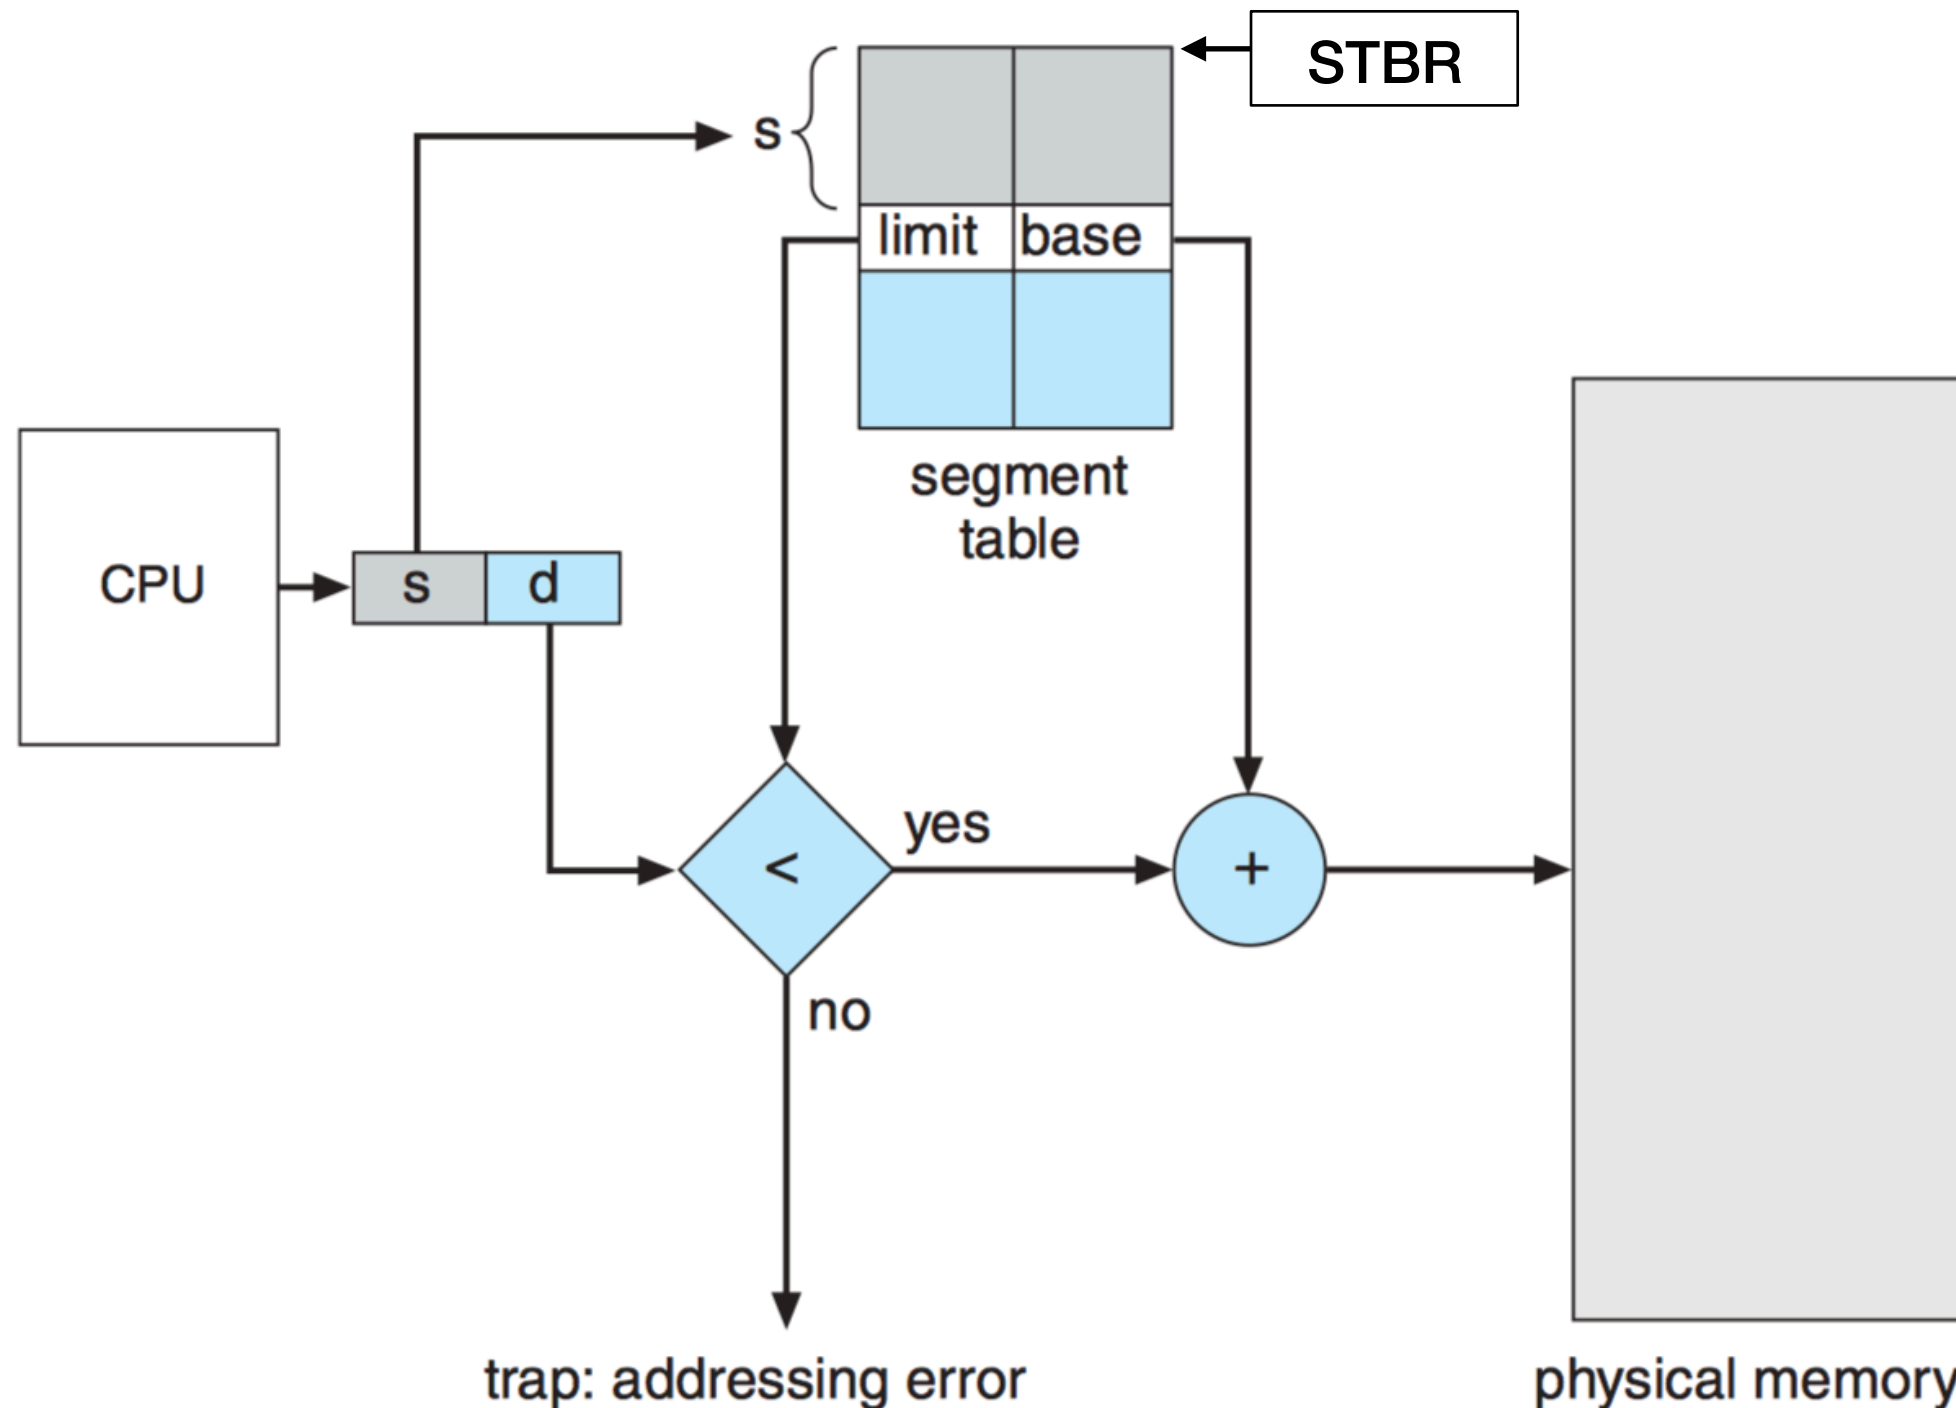 STBR
s
limit
base
segment
table
CPU
s
d
<
yes
+
no
trap: addressing error
physical memory